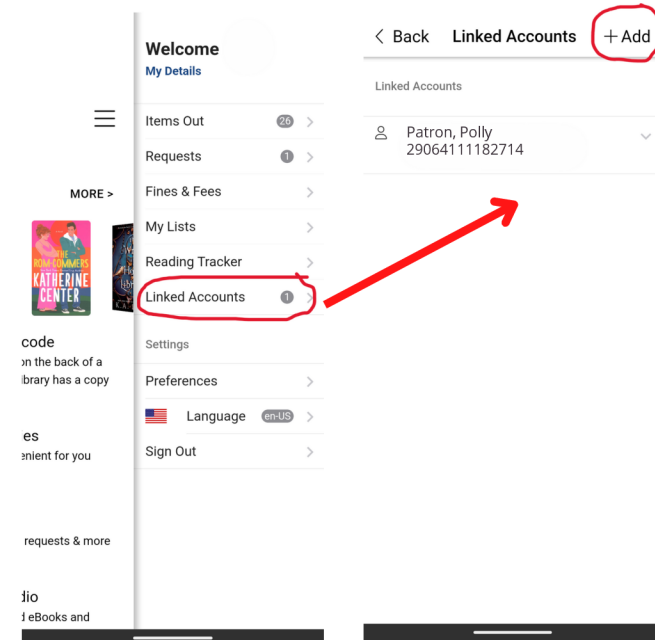 MORE >
THE
ROM-COMMERS
KATHERINE
CENTER
code
on the back of a
library has a copy
es
enient for you
requests & more
dio
d eBooks and
Welcome
My Details
Items Out 26 >
Requests 1 >
Fines & Fees >
My Lists >
Reading Tracker >
Linked Accounts 1 >
Settings
Preferences >
Language en-US >
Sign Out >
< Back Linked Accounts +Add
Linked Accounts
Patron, Polly
29064111182714